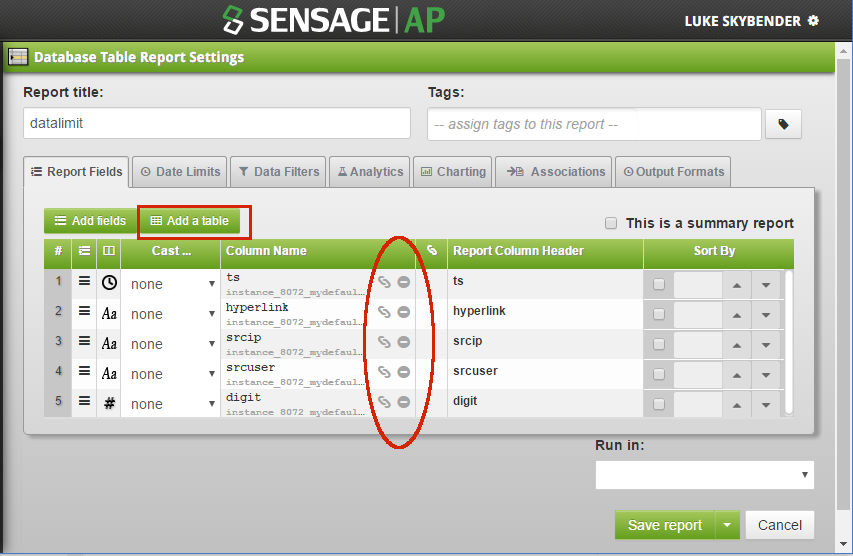 SENSAGE AP
LUKE SKYBENDER
Database Table Report Settings
Report title:
Tags:
datalimit
-- assign tags to this report --
Report Fields
Date Limits
Data Filters
Analytics
Charting
Associations
Output Formats
Add fields
Add a table
This is a summary report
# Cast ... Column Name Report Column Header Sort By
1 none ts ts
instance_8072_mydefaul...
2 Aa none hyperlink hyperlink
instance_8072_mydefaul...
3 Aa none srcip srcip
instance_8072_mydefaul...
4 Aa none srcuser srcuser
instance_8072_mydefaul...
5 # none digit digit
instance_8072_mydefaul...
Run in:
Save report
Cancel